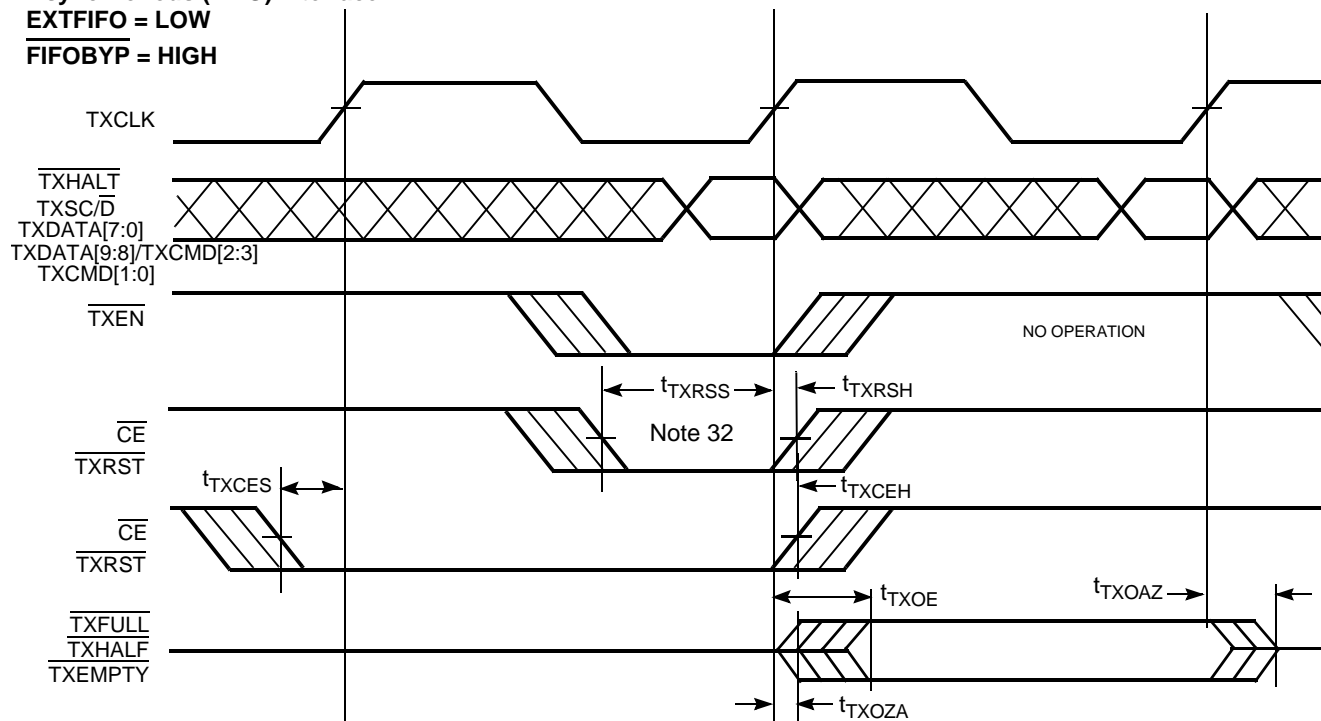 EXTFIFO = LOW
FIFOBYP = HIGH
TXCLK
TXHALT
TXSC/D
TXDATA[7:0]
TXDATA[9:8]/TXCMD[2:3]
TXCMD[1:0]
TXEN
NO OPERATION
tTXRSS
tTXRSH
CE
Note 32
TXRST
tTXCES
tTXCEH
CE
TXRST
tTXOE
tTXOAZ
TXFULL
TXHALF
TXEMPTY
tTXOZA